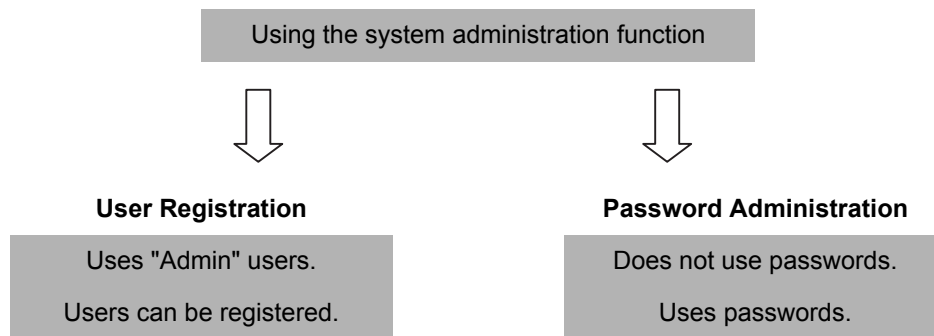 Using the system administration function
User Registration
Uses "Admin" users.
Users can be registered.
Password Administration
Does not use passwords.
Uses passwords.